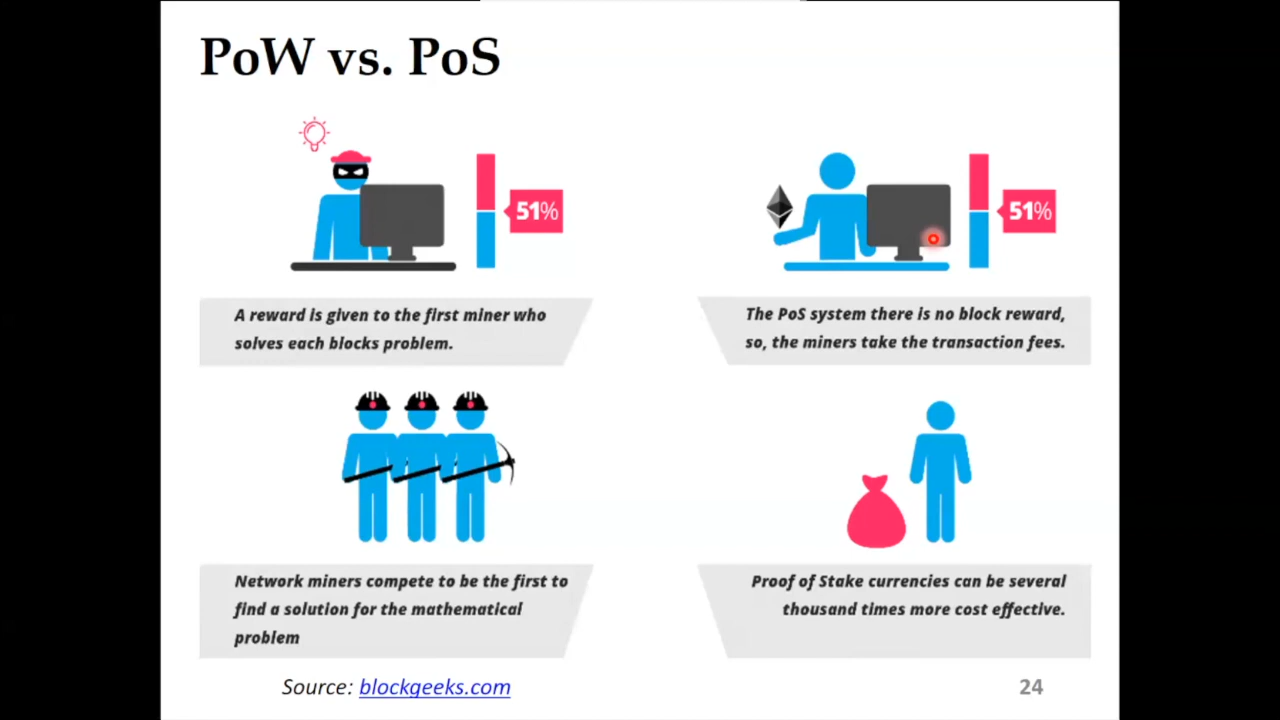 PoW vs. PoS
51%
51%
A reward is given to the first miner who
solves each blocks problem.
The PoS system there is no block reward,
so, the miners take the transaction fees.
Network miners compete to be the first to
find a solution for the mathematical
problem
Proof of Stake currencies can be several
thousand times more cost effective.
Source: blockgeeks.com
24